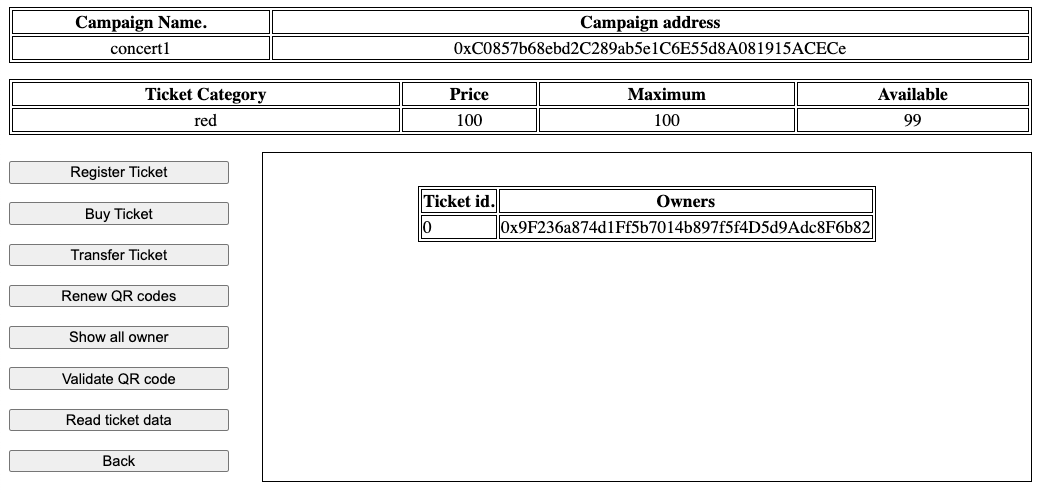 Campaign Name. Campaign address
concert1 0xC0857b68ebd2C289ab5e1C6E55d8A081915ACECe
Ticket Category Price Maximum Available
red 100 100 99
Register Ticket
Buy Ticket
Transfer Ticket
Renew QR codes
Show all owner
Validate QR code
Read ticket data
Back
Ticket id. Owners
0 0x9F236a874d1Ff5b7014b897f5f4D5d9Adc8F6b82